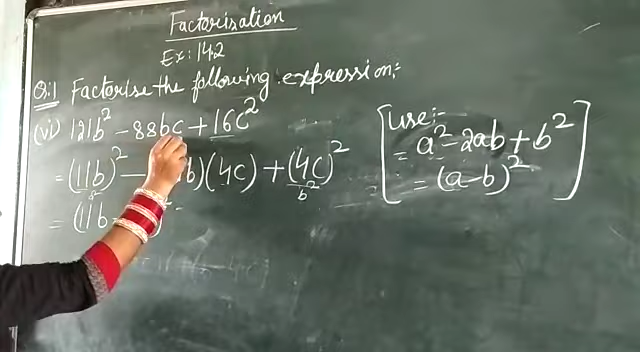 Factorisation
Ex: 14.2
Q:1 Factorise the following expression:-
(vi) 121b² - 88bc + 16c²
= (11b)² - b)(4c) + (4c)²
b²
= (11b
[use:-
= a² - 2ab + b²
= (a-b)²]